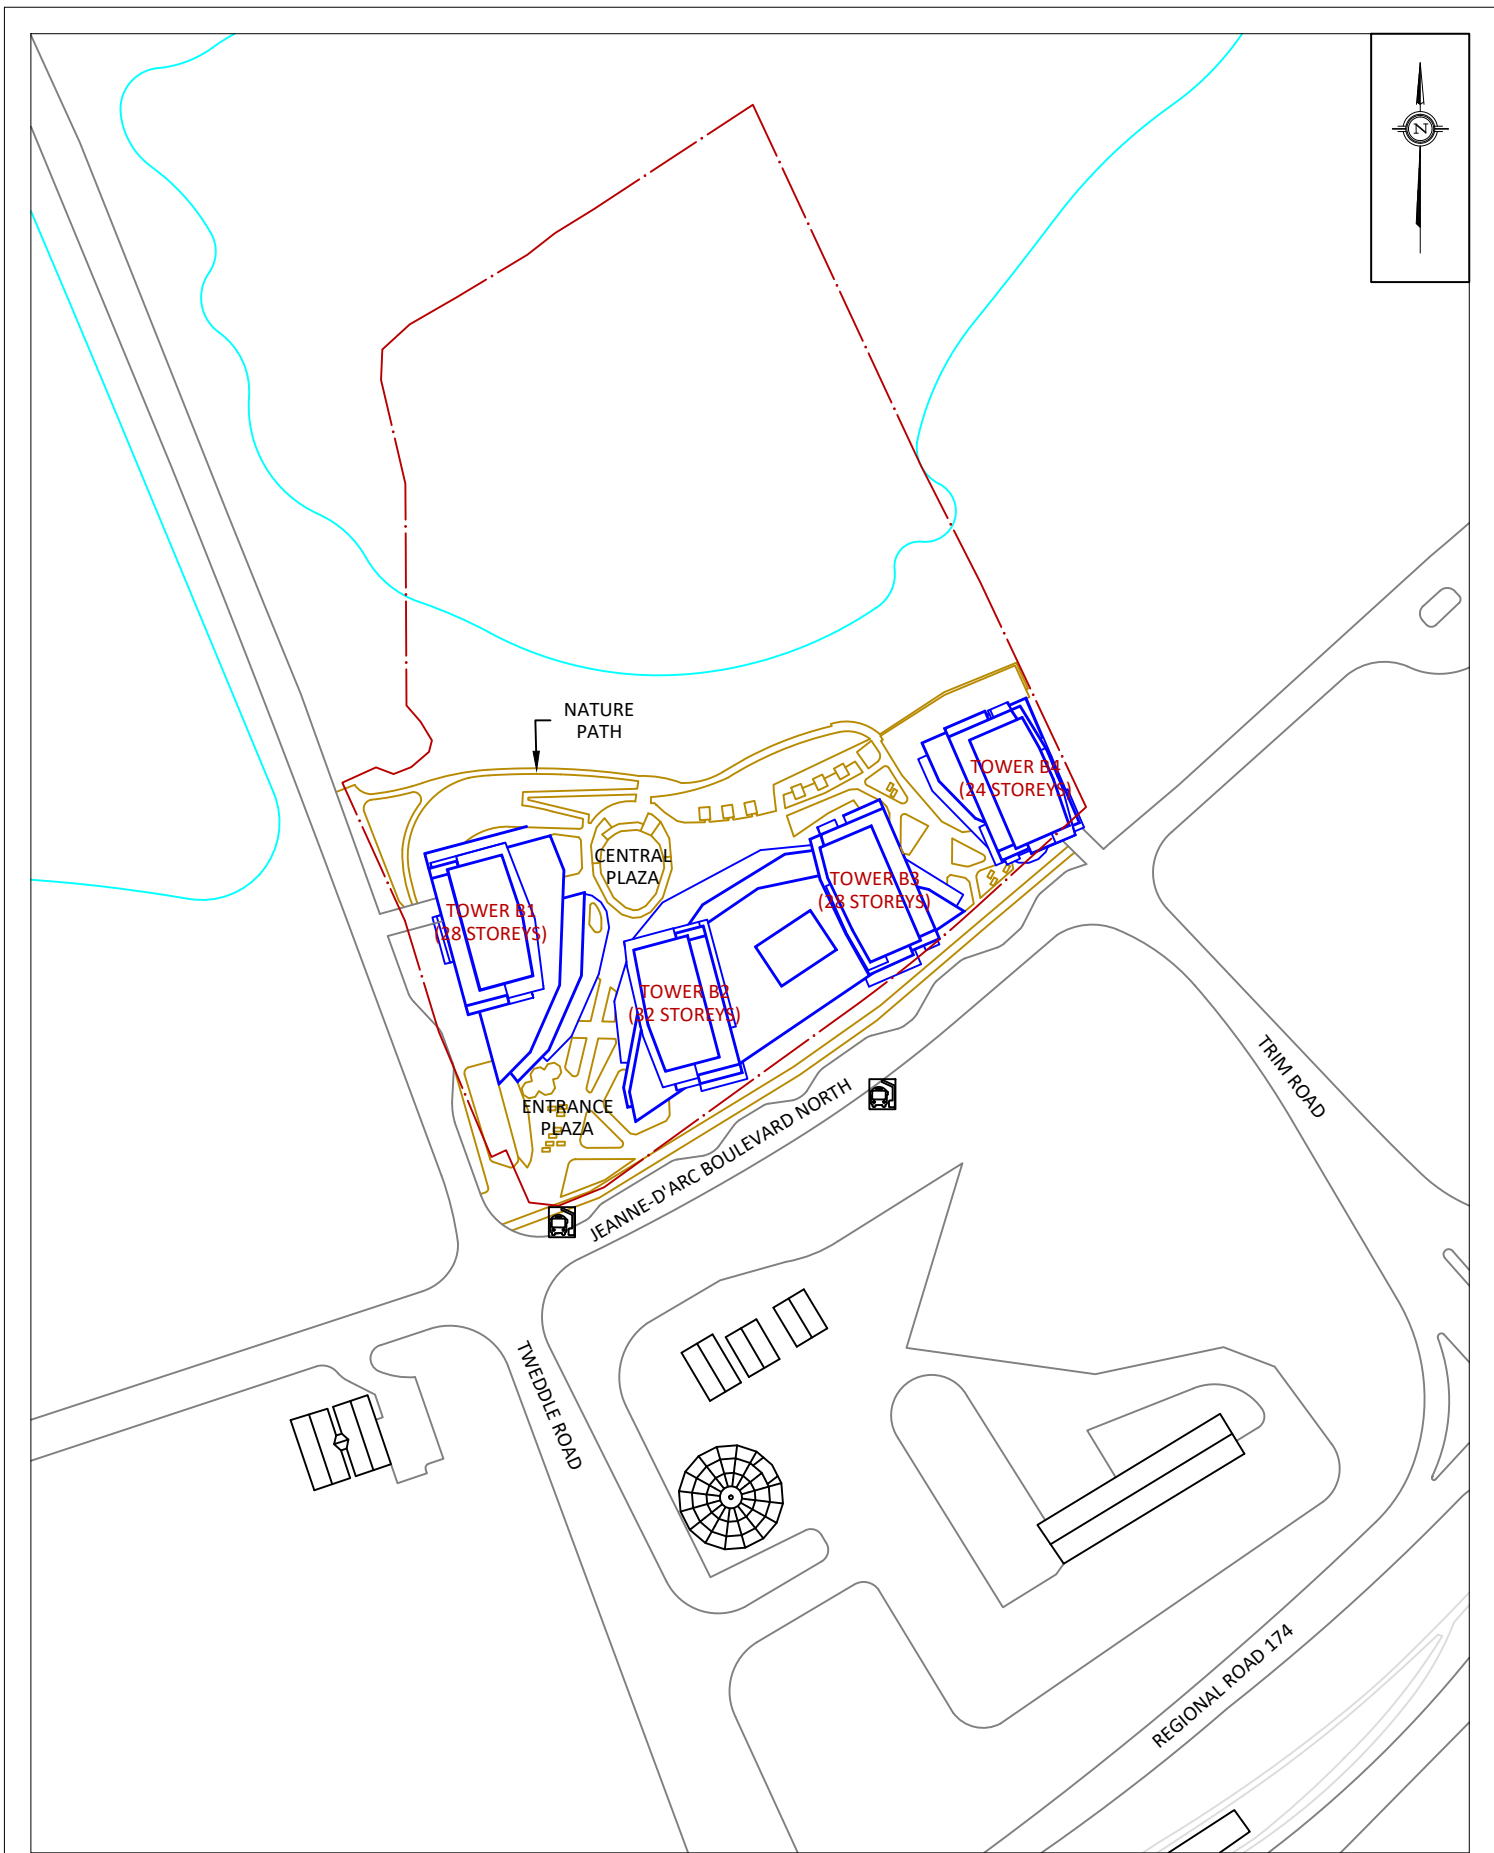 N
NATURE
PATH
TOWER B4
(24 STOREYS)
CENTRAL
PLAZA
TOWER B3
(28 STOREYS)
TOWER B1
(28 STOREYS)
TOWER B2
(32 STOREYS)
ENTRANCE
PLAZA
JEANNE-D'ARC BOULEVARD NORTH
TRIM ROAD
TWEDDLE ROAD
REGIONAL ROAD 174